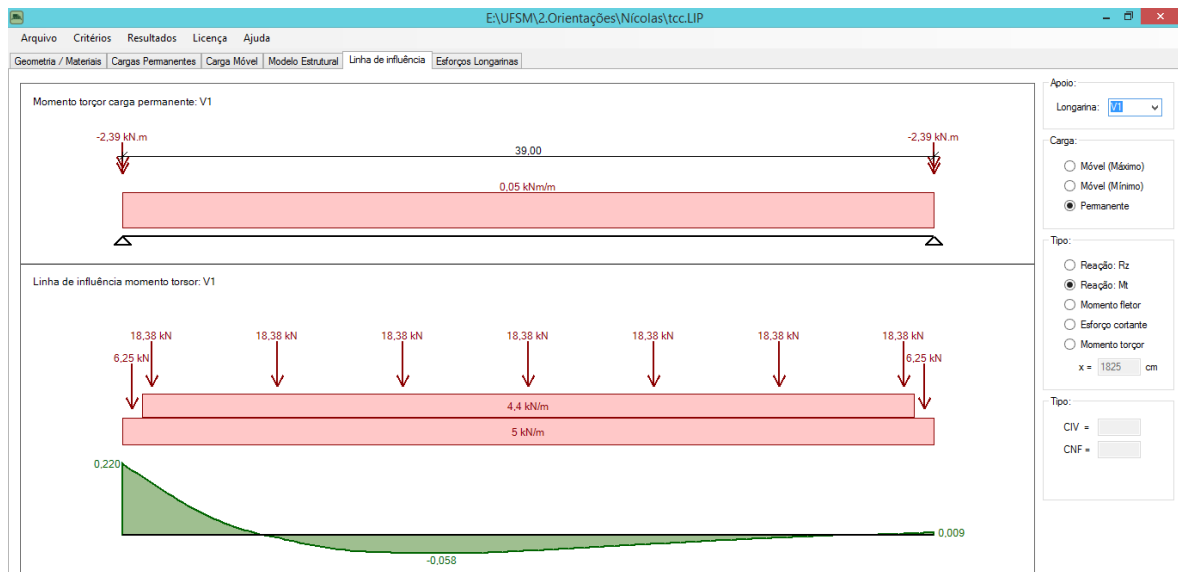 E:\UFSM\2.Orientações\Nícolas\tcc.LIP
Arquivo Critérios Resultados Licença Ajuda
Geometria / Materiais Cargas Permanentes Carga Móvel Modelo Estrutural Linha de influência Esforços Longarinas
Momento torçor carga permanente: V1
-2,39 kN.m -2,39 kN.m
39,00
0,05 kNm/m
Linha de influência momento torsor: V1
18,38 kN 18,38 kN 18,38 kN 18,38 kN 18,38 kN 18,38 kN 18,38 kN
6,25 kN 6,25 kN
4,4 kN/m
5 kN/m
0,220
0,009
-0,058
Apoio:
Longarina: V1
Carga:
Móvel (Máximo)
Móvel (Mínimo)
Permanente
Tipo:
Reação: Rz
Reação: Mt
Momento fletor
Esforço cortante
Momento torçor
x = 1825 cm
Tipo:
CIV =
CNF =